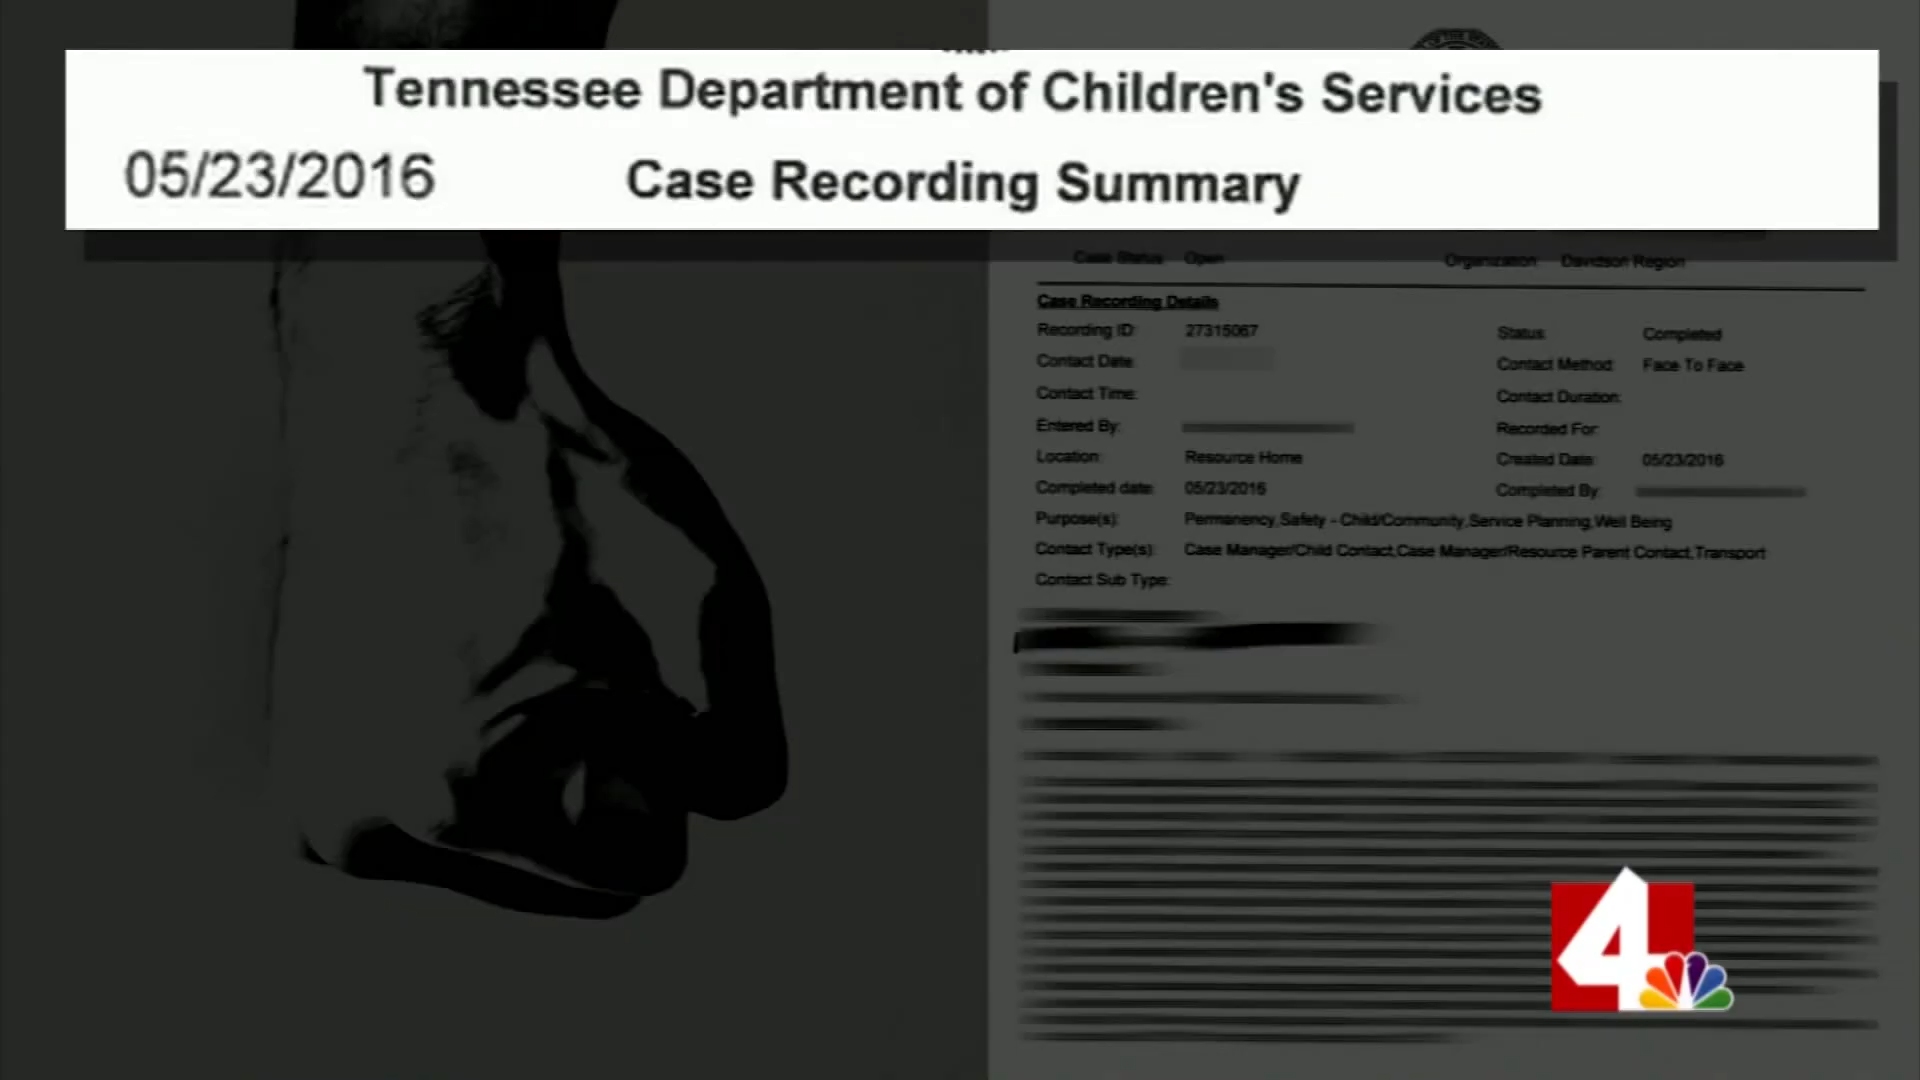 Tennessee Department of Children's Services
05/23/2016 Case Recording Summary
Case Status Open Organization Davidson Region
Case Recording Details
Recording ID: 27315067 Status: Completed
Contact Date: Contact Method: Face To Face
Contact Time: Contact Duration:
Entered By: Recorded For:
Location: Resource Home Created Date: 05/23/2016
Completed date: 05/23/2016 Completed By:
Purpose(s): Permanency,Safety - Child/Community,Service Planning,Well Being
Contact Type(s): Case Manager/Child Contact,Case Manager/Resource Parent Contact,Transport
Contact Sub Type:
4